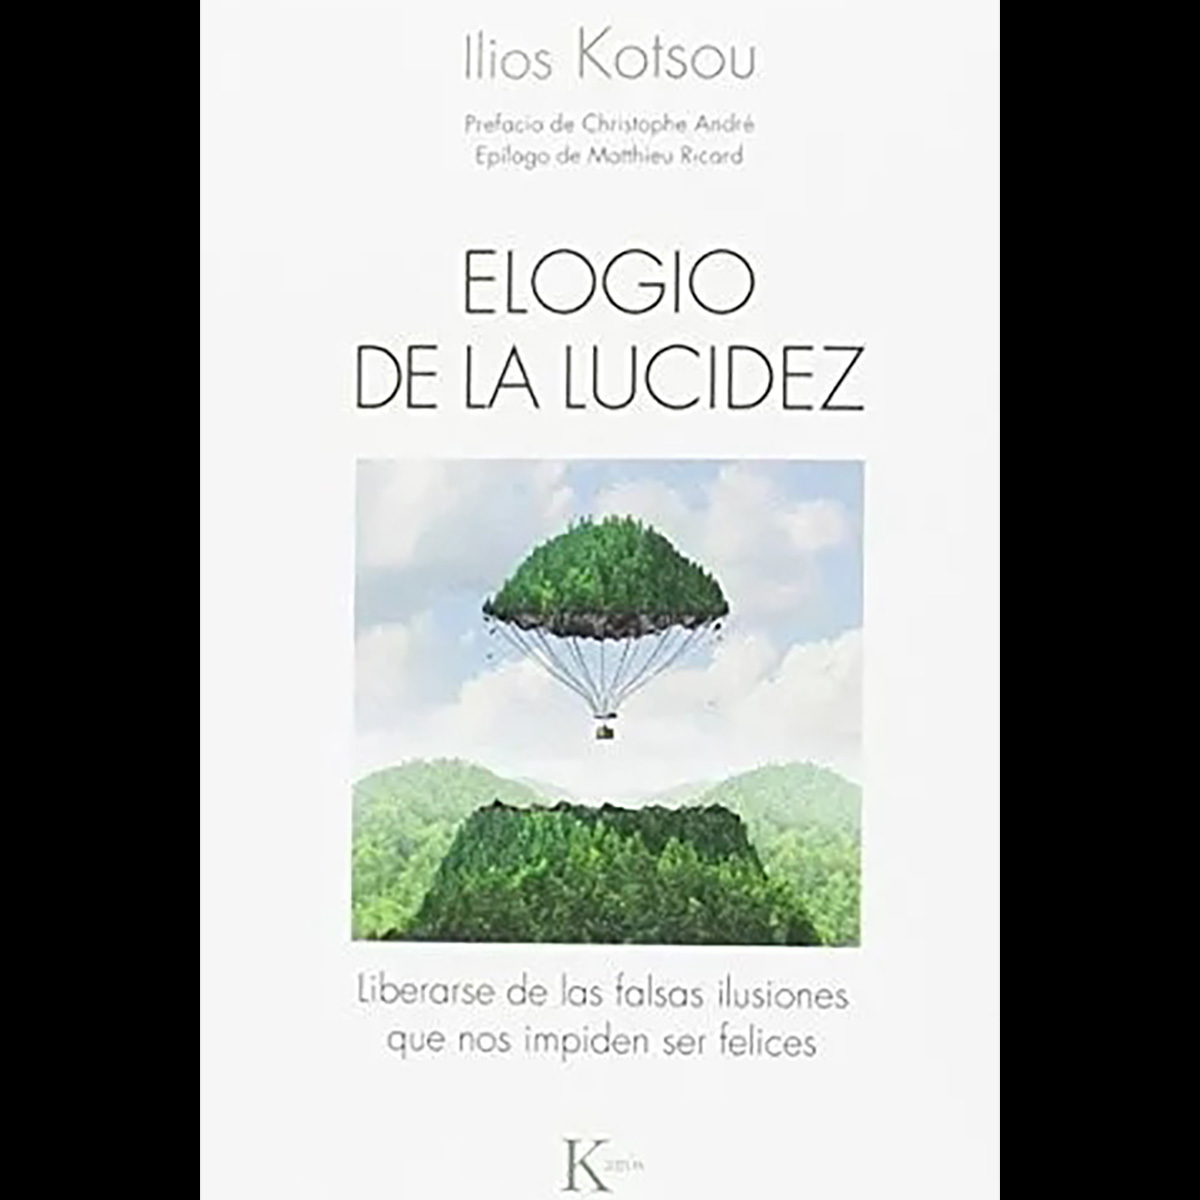 Ilios Kotsou
Prefacio de Christophe André
Epílogo de Matthieu Ricard
ELOGIO
DE LA LUCIDEZ
Liberarse de las falsas ilusiones
que nos impiden ser felices
K